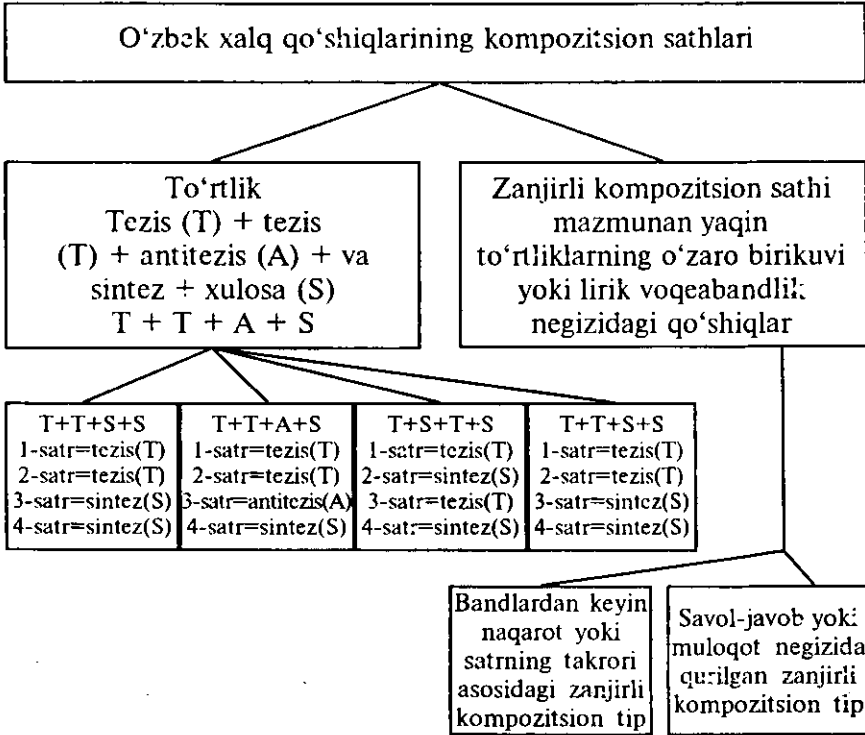 O‘zbek xalq qo‘shiqlarining kompozitsion sathlari
To‘rtlik
Tezis (T) + tezis
(T) + antitezis (A) + va
sintez + xulosa (S)
T + T + A + S
Zanjirli kompozitsion sathi
mazmunan yaqin
to‘rtliklarning o‘zaro birikuvi
yoki lirik voqeabandlik
negizidagi qo‘shiqlar
T+T+S+S
1-satr=tezis(T)
2-satr=tezis(T)
3-satr=sintez(S)
4-satr=sintez(S)
T+T+A+S
1-satr=tezis(T)
2-satr=tezis(T)
3-satr=antitezis(A)
4-satr=sintez(S)
T+S+T+S
1-satr=tezis(T)
2-satr=sintez(S)
3-satr=tezis(T)
4-satr=sintez(S)
T+T+S+S
1-satr=tezis(T)
2-satr=tezis(T)
3-satr=sintez(S)
4-satr=sintez(S)
Bandlardan keyin
naqarot yoki
satrning takrori
asosidagi zanjirli
kompozitsion tip
Savol-javob yoki
muloqot negizida
qurilgan zanjirli
kompozitsion tip